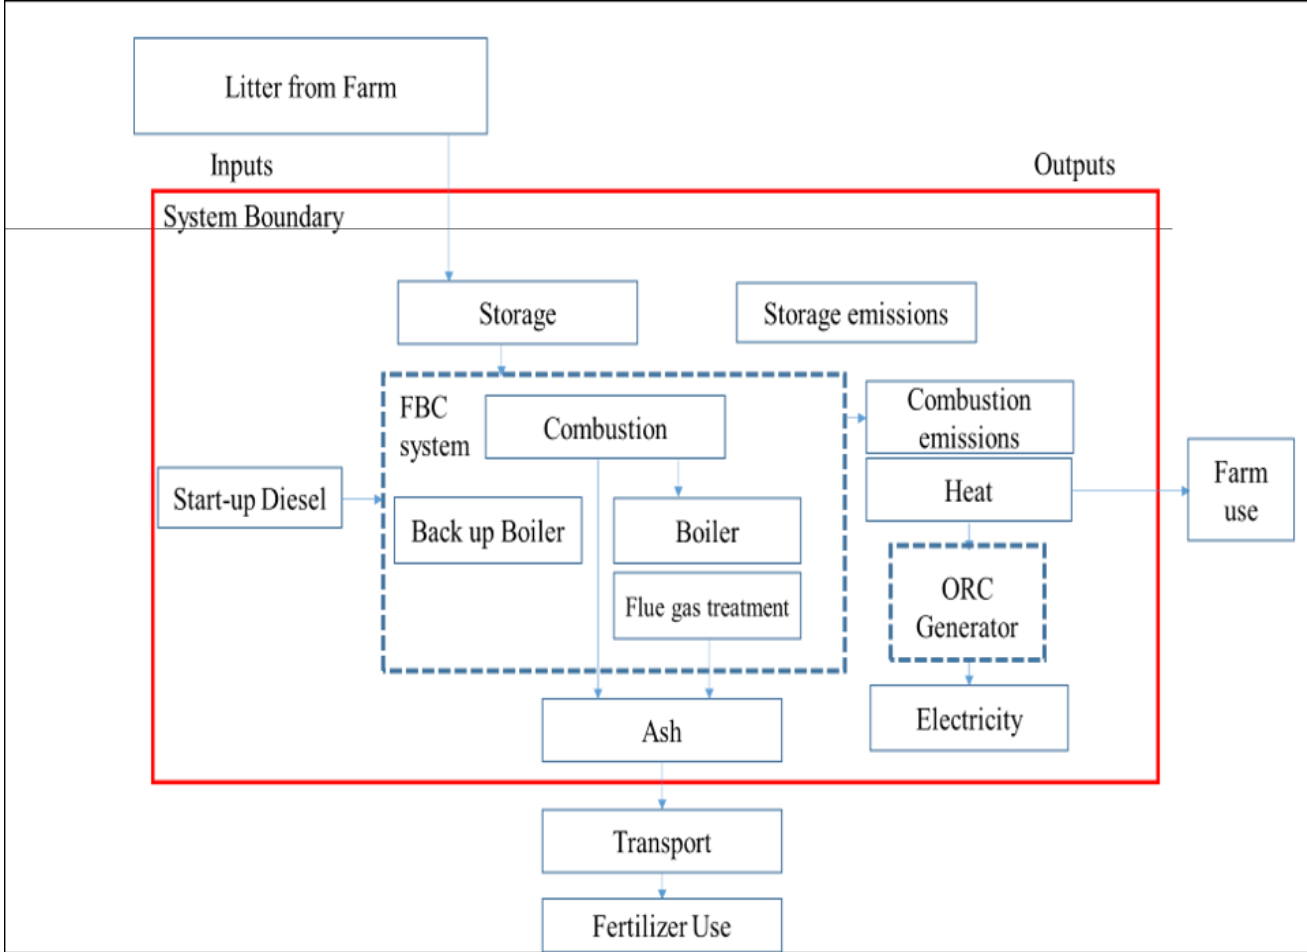 Litter from Farm
Inputs
Outputs
System Boundary
Storage
Storage emissions
FBC
system
Combustion
Combustion
emissions
Start-up Diesel
Back up Boiler
Boiler
Heat
Farm
use
Flue gas treatment
ORC
Generator
Ash
Electricity
Transport
Fertilizer Use